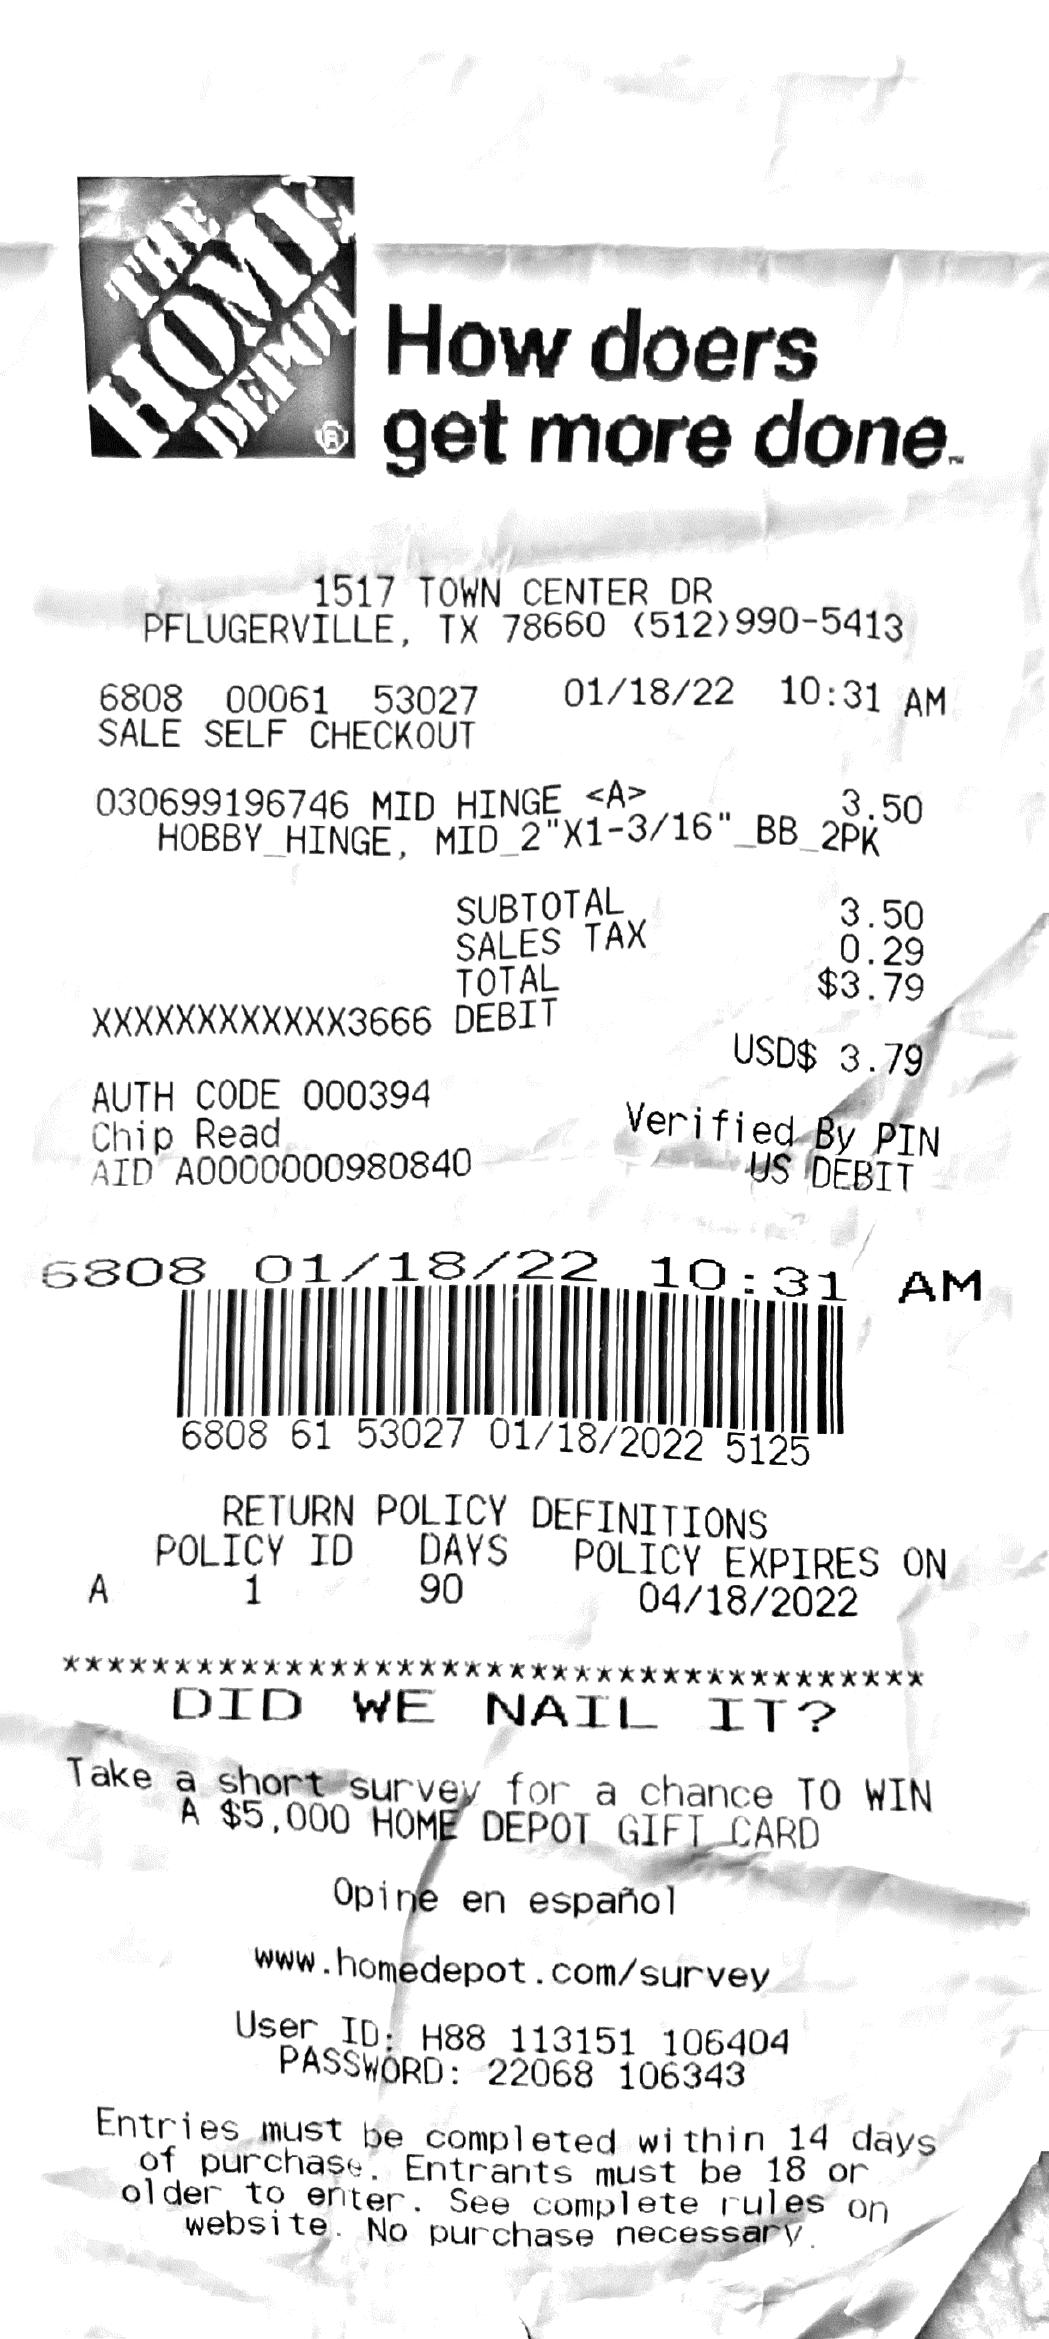 THE
HOME
DEPOT
®
How doers
get more done.™
1517 TOWN CENTER DR
PFLUGERVILLE, TX 78660 (512)990-5413
6808 00061 53027 01/18/22 10:31 AM
SALE SELF CHECKOUT
030699196746 MID HINGE <A> 3.50
HOBBY_HINGE, MID_2"X1-3/16"_BB_2PK
SUBTOTAL 3.50
SALES TAX 0.29
TOTAL $3.79
XXXXXXXXXXXX3666 DEBIT
USD$ 3.79
AUTH CODE 000394
Chip Read Verified By PIN
AID A0000000980840 US DEBIT
6808 01/18/22 10:31 AM
6808 61 53027 01/18/2022 5125
RETURN POLICY DEFINITIONS
POLICY ID DAYS POLICY EXPIRES ON
A 1 90 04/18/2022
***************************************
DID WE NAIL IT?
Take a short survey for a chance TO WIN
A $5,000 HOME DEPOT GIFT CARD
Opine en español
www.homedepot.com/survey
User ID: H88 113151 106404
PASSWORD: 22068 106343
Entries must be completed within 14 days
of purchase. Entrants must be 18 or
older to enter. See complete rules on
website. No purchase necessary.